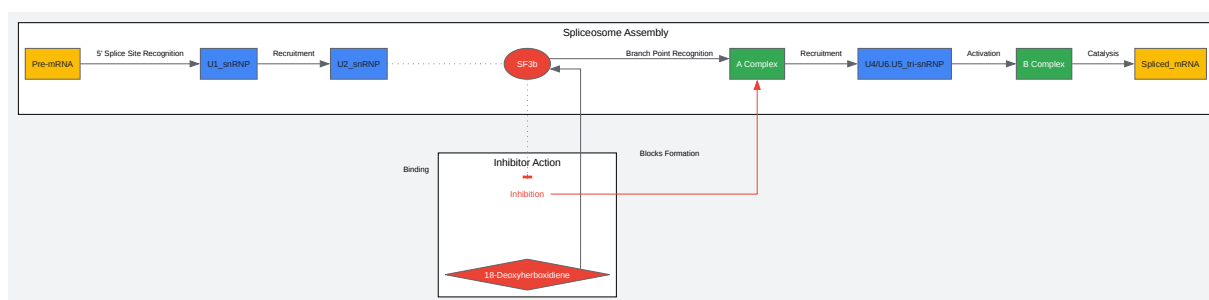 Spliceosome Assembly
Pre-mRNA
5' Splice Site Recognition
U1_snRNP
Recruitment
U2_snRNP
SF3b
Branch Point Recognition
A Complex
Recruitment
U4/U6.U5_tri-snRNP
Activation
B Complex
Catalysis
Spliced_mRNA
Binding
Inhibitor Action
Blocks Formation
Inhibition
18-Deoxyherboxidiene